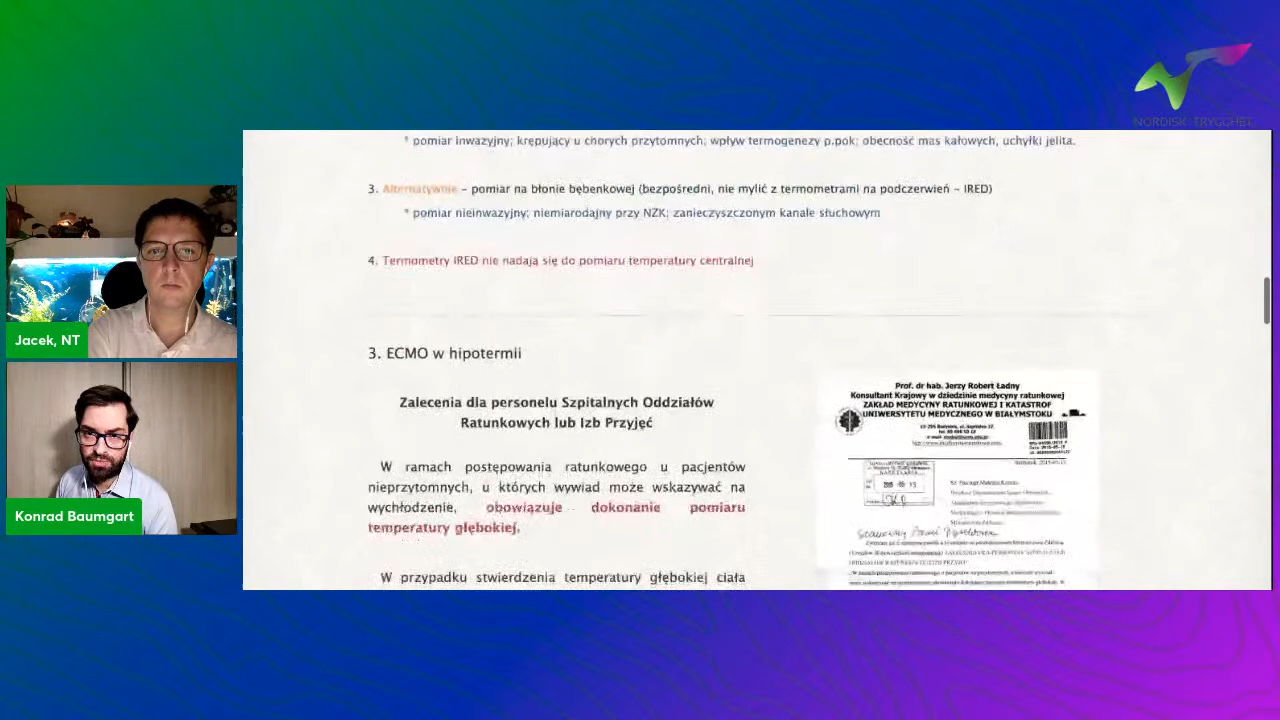 NORDISK TRYGGHET
* pomiar inwazyjny; krępujący u chorych przytomnych; wpływ termogenezy p.pok; obecność mas kałowych, uchyłki jelita.
3. Alternatywnie – pomiar na błonie bębenkowej (bezpośredni, nie mylić z termometrami na podczerwień – IRED)
* pomiar nieinwazyjny; niemiarodajny przy NZK; zanieczyszczonym kanale słuchowym
4. Termometry IRED nie nadają się do pomiaru temperatury centralnej
Jacek, NT
Konrad Baumgart
3. ECMO w hipotermii
Zalecenia dla personelu Szpitalnych Oddziałów
Ratunkowych lub Izb Przyjęć
W ramach postępowania ratunkowego u pacjentów
nieprzytomnych, u których wywiad może wskazywać na
wychłodzenie, obowiązuje dokonanie pomiaru
temperatury głębokiej.
W przypadku stwierdzenia temperatury głębokiej ciała
Prof. dr hab. Jerzy Robert Ładny
Konsultant Krajowy w dziedzinie medycyny ratunkowej
ZAKŁAD MEDYCYNY RATUNKOWEJ I KATASTROF
UNIWERSYTETU MEDYCZNEGO W BIAŁYMSTOKU